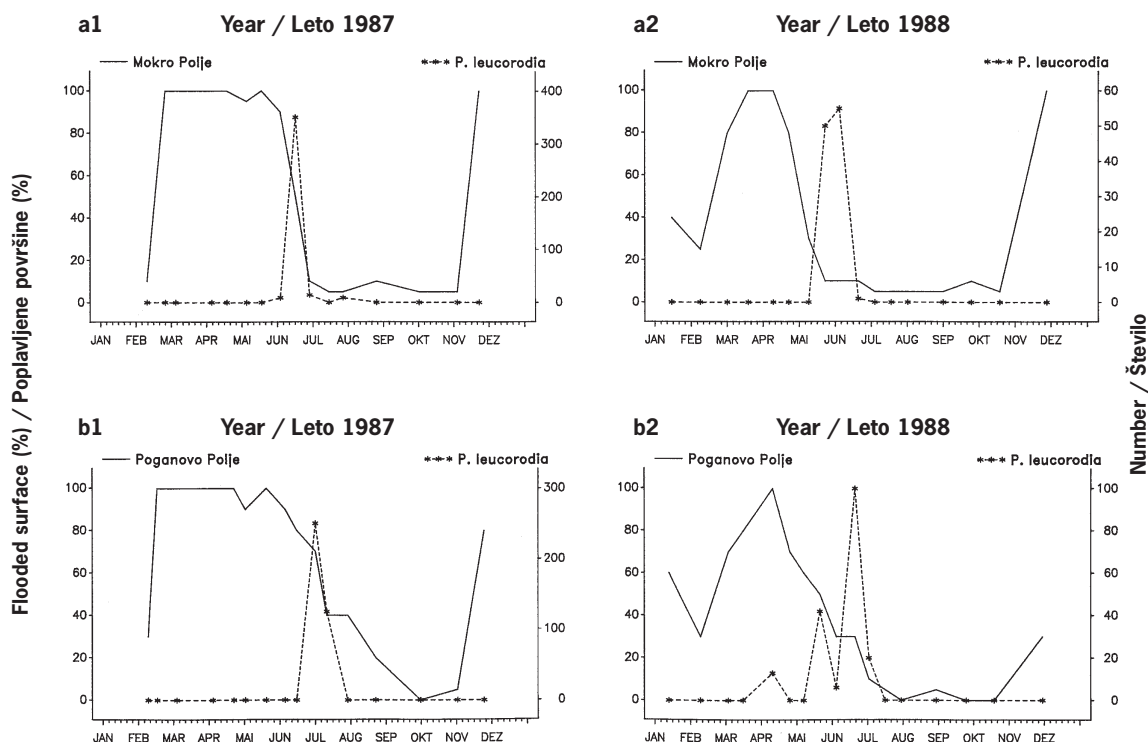 a1 Year / Leto 1987
Mokro Polje P. leucorodia
100 80 60 40 20 0
400 300 200 100 0
JAN FEB MAR APR MAI JUN JUL AUG SEP OKT NOV DEZ
a2 Year / Leto 1988
Mokro Polje P. leucorodia
100 80 60 40 20 0
60 50 40 30 20 10 0
JAN FEB MAR APR MAI JUN JUL AUG SEP OKT NOV DEZ
Flooded surface (%) / Poplavljene površine (%)
Number / Število
b1 Year / Leto 1987
Poganovo Polje P. leucorodia
100 80 60 40 20 0
300 200 100 0
JAN FEB MAR APR MAI JUN JUL AUG SEP OKT NOV DEZ
b2 Year / Leto 1988
Poganovo Polje P. leucorodia
100 80 60 40 20 0
100 80 60 40 20 0
JAN FEB MAR APR MAI JUN JUL AUG SEP OKT NOV DEZ